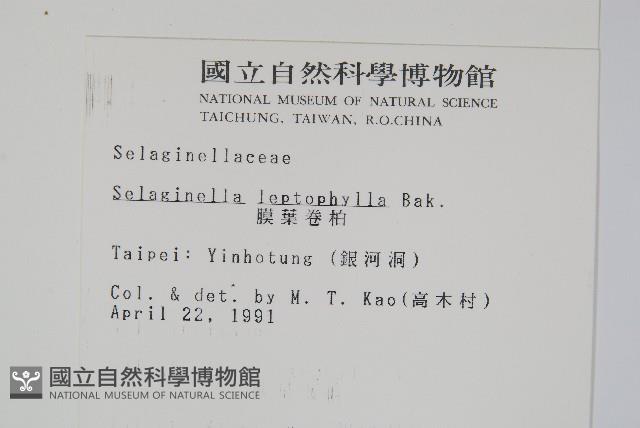 國立自然科學博物館
NATIONAL MUSEUM OF NATURAL SCIENCE
TAICHUNG, TAIWAN, R.O.CHINA
Selaginellaceae
Selaginella leptophylla Bak.
膜葉卷柏
Taipei: Yinhotung (銀河洞)
Col. & det. by M. T. Kao(高木村)
April 22, 1991
國立自然科學博物館
NATIONAL MUSEUM OF NATURAL SCIENCE